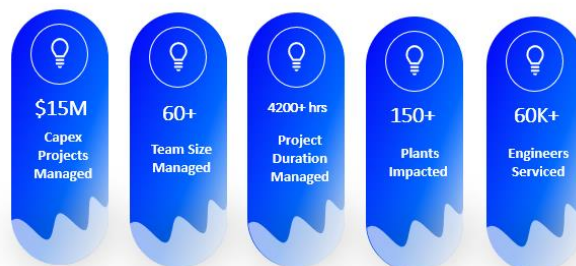 $15M
Capex
Projects
Managed
60+
Team Size
Managed
4200+ hrs
Project
Duration
Managed
150+
Plants
Impacted
60K+
Engineers
Serviced